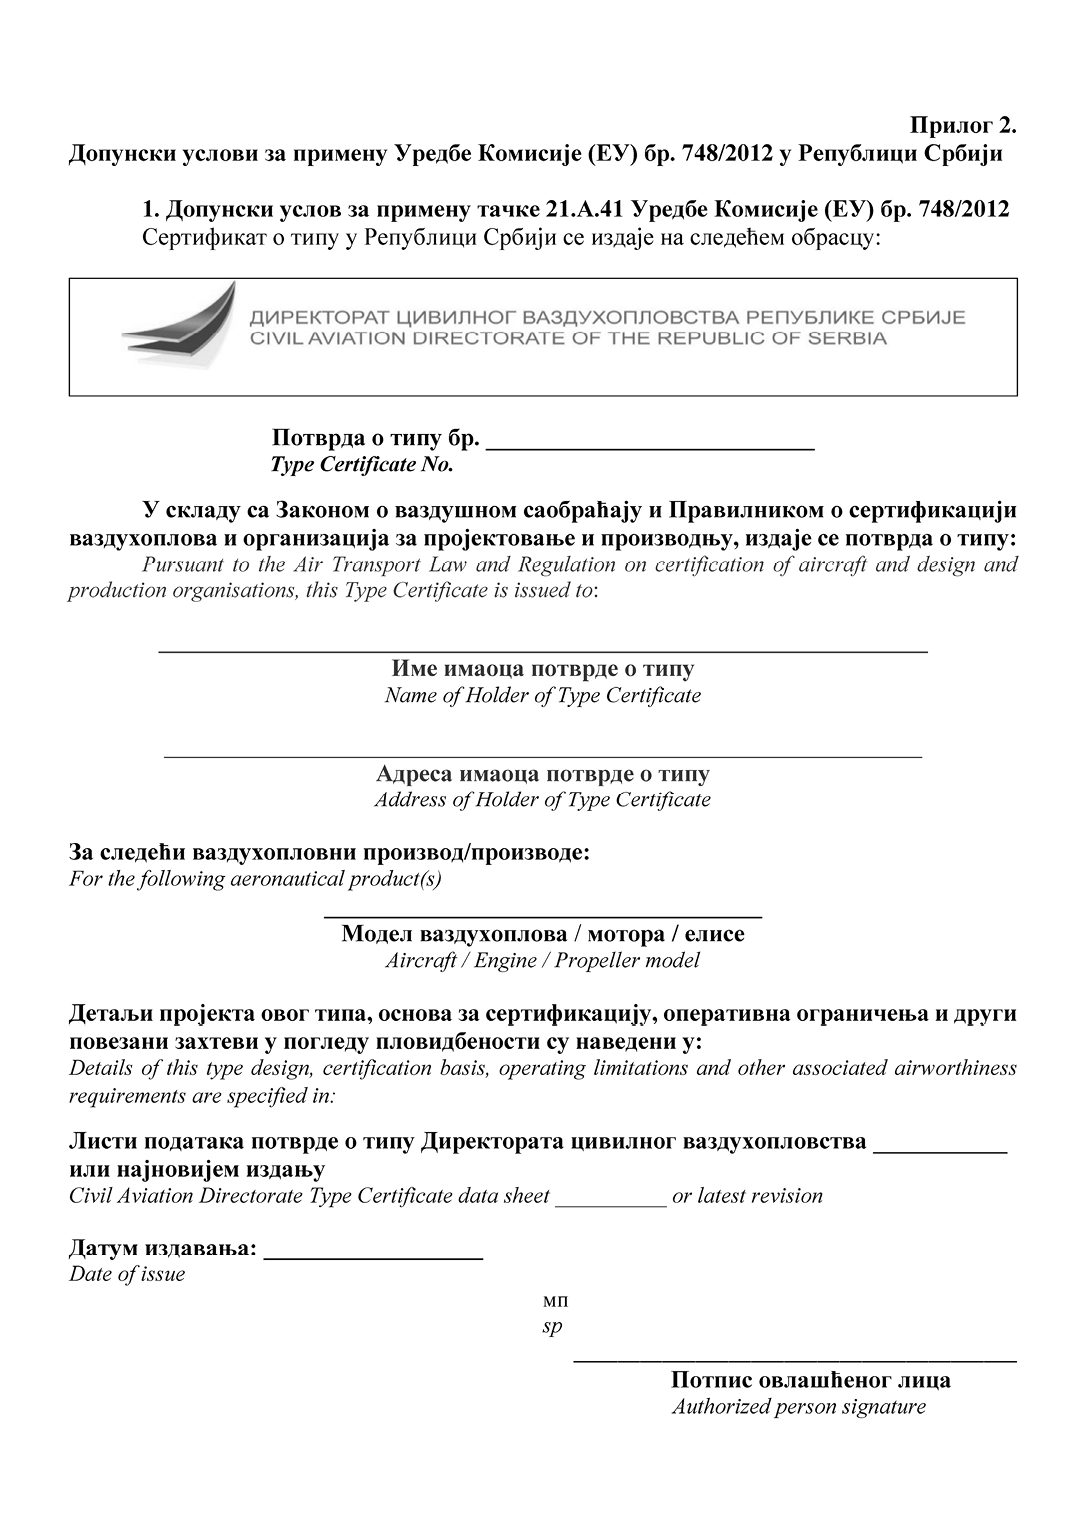 Прилог 2.
Допунски услови за примену Уредбе Комисије (ЕУ) бр. 748/2012 у Републици Србији
1. Допунски услов за примену тачке 21.А.41 Уредбе Комисије (ЕУ) бр. 748/2012
Сертификат о типу у Републици Србији се издаје на следећем обрасцу:
ДИРЕКТОРАТ ЦИВИЛНОГ ВАЗДУХОПЛОВСТВА РЕПУБЛИКЕ СРБИЈЕ
CIVIL AVIATION DIRECTORATE OF THE REPUBLIC OF SERBIA
Потврда о типу бр. ___________________________
Type Certificate No.
У складу са Законом о ваздушном саобраћају и Правилником о сертификацији
ваздухоплова и организација за пројектовање и производњу, издаје се потврда о типу:
Pursuant to the Air Transport Law and Regulation on certification of aircraft and design and
production organisations, this Type Certificate is issued to:
Име имаоца потврде о типу
Name of Holder of Type Certificate
Адреса имаоца потврде о типу
Address of Holder of Type Certificate
За следећи ваздухопловни производ/производе:
For the following aeronautical product(s)
Модел ваздухоплова / мотора / елисе
Aircraft / Engine / Propeller model
Детаљи пројекта овог типа, основа за сертификацију, оперативна ограничења и други
повезани захтеви у погледу пловидбености су наведени у:
Details of this type design, certification basis, operating limitations and other associated airworthiness
requirements are specified in:
Листи података потврде о типу Директората цивилног ваздухопловства ___________
или најновијем издању
Civil Aviation Directorate Type Certificate data sheet __________ or latest revision
Датум издавања: __________________
Date of issue
мп
sp
Потпис овлашћеног лица
Authorized person signature